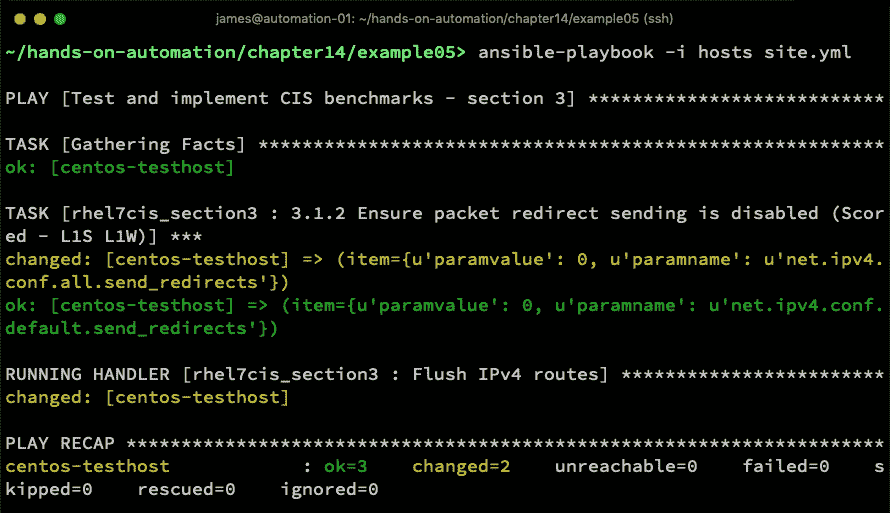 james@automation-01: ~/hands-on-automation/chapter14/example05 (ssh)
~/hands-on-automation/chapter14/example05> ansible-playbook -i hosts site.yml
PLAY [Test and implement CIS benchmarks - section 3] ***************************
TASK [Gathering Facts] *********************************************************
ok: [centos-testhost]
TASK [rhel7cis_section3 : 3.1.2 Ensure packet redirect sending is disabled (Scor
ed - L1S L1W)] ***
changed: [centos-testhost] => (item={u'paramvalue': 0, u'paramname': u'net.ipv4.
conf.all.send_redirects'})
ok: [centos-testhost] => (item={u'paramvalue': 0, u'paramname': u'net.ipv4.conf.
default.send_redirects'})
RUNNING HANDLER [rhel7cis_section3 : Flush IPv4 routes] ************************
changed: [centos-testhost]
PLAY RECAP *********************************************************************
centos-testhost            : ok=3    changed=2    unreachable=0    failed=0    s
kipped=0    rescued=0    ignored=0